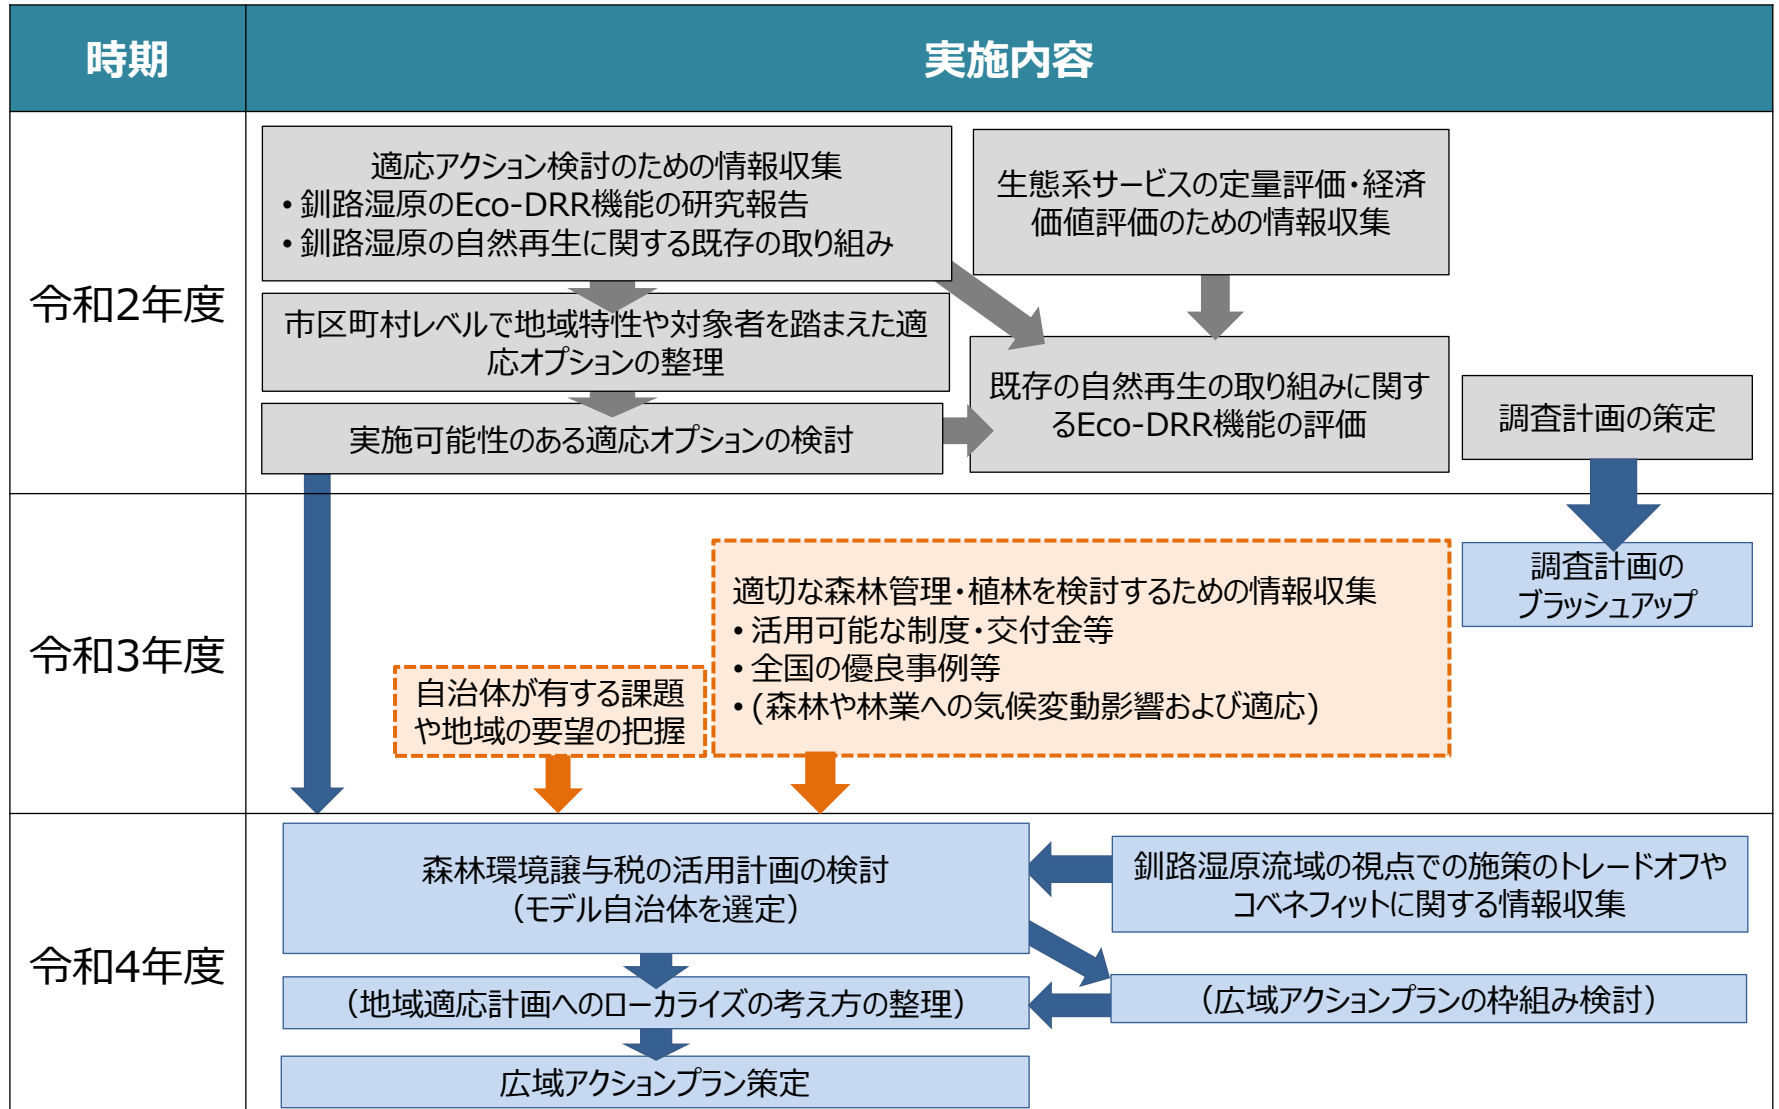 時期
実施内容
令和2年度
適応アクション検討のための情報収集
• 釧路湿原のEco-DRR機能の研究報告
• 釧路湿原の自然再生に関する既存の取り組み
生態系サービスの定量評価・経済
価値評価のための情報収集
市区町村レベルで地域特性や対象者を踏まえた適
応オプションの整理
実施可能性のある適応オプションの検討
既存の自然再生の取り組みに関す
るEco-DRR機能の評価
調査計画の策定
令和3年度
調査計画の
ブラッシュアップ
適切な森林管理・植林を検討するための情報収集
• 活用可能な制度・交付金等
• 全国の優良事例等
• (森林や林業への気候変動影響および適応)
自治体が有する課題
や地域の要望の把握
令和4年度
森林環境譲与税の活用計画の検討
（モデル自治体を選定）
釧路湿原流域の視点での施策のトレードオフや
コベネフィットに関する情報収集
（地域適応計画へのローカライズの考え方の整理）
（広域アクションプランの枠組み検討）
広域アクションプラン策定